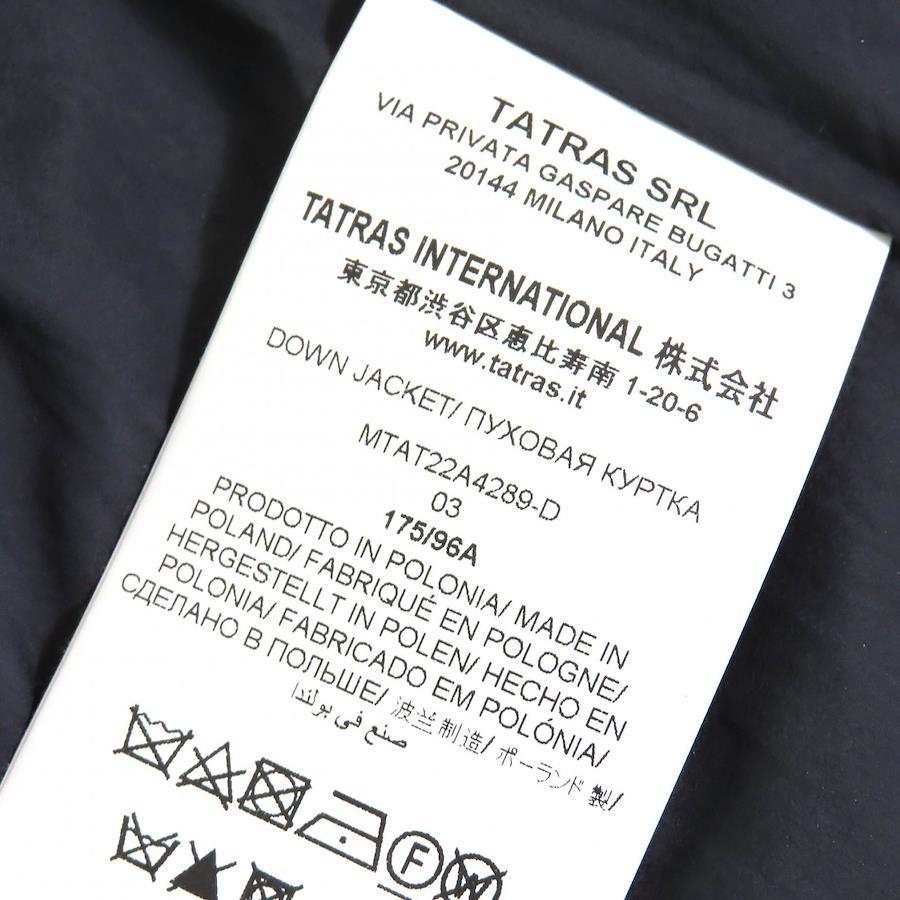 TATRAS SRL
VIA PRIVATA GASPARE BUGATTI 3
20144 MILANO ITALY
TATRAS INTERNATIONAL 株式会社
東京都渋谷区恵比寿南 1-20-6
www.tatras.it
DOWN JACKET/ ПУХОВАЯ КУРТКА
MTAT22A4289-D
03
175/96A
PRODOTTO IN POLONIA/ MADE IN
POLAND/ FABRIQUÉ EN POLOGNE/
HERGESTELLT IN POLEN/ HECHO EN
POLONIA/ FABRICADO EM POLÓNIA/
СДЕЛАНО В ПОЛЬШЕ/ 波兰制造/ ポーランド製/
صنع في بولندا
F
W